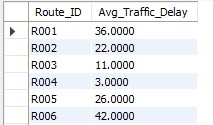 Route_ID Avg_Traffic_Delay
R001 36.0000
R002 22.0000
R003 11.0000
R004 3.0000
R005 26.0000
R006 42.0000